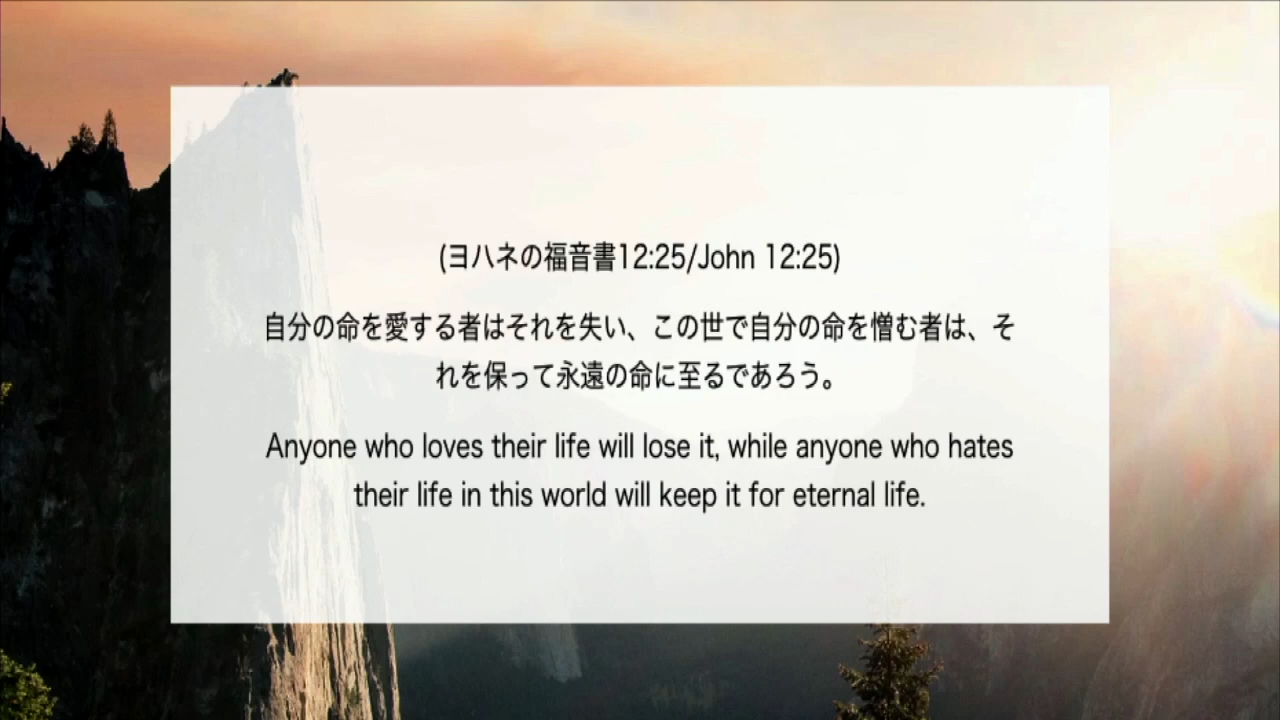 (ヨハネの福音書12:25/John 12:25)
自分の命を愛する者はそれを失い、この世で自分の命を憎む者は、そ
れを保って永遠の命に至るであろう。
Anyone who loves their life will lose it, while anyone who hates
their life in this world will keep it for eternal life.